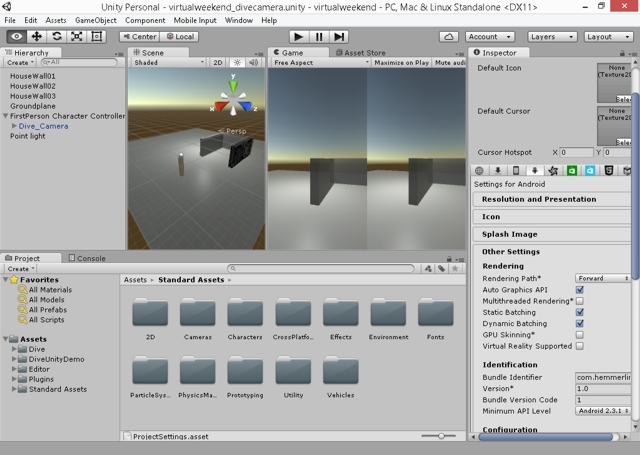 Unity Personal - virtualweekend_divecamera.unity - virtualweekend - PC, Mac & Linux Standalone <DX11>
File Edit Assets GameObject Component Mobile Input Window Help
Center Local Account Layers Layout
Hierarchy
Create All
HouseWall01
HouseWall02
HouseWall03
Groundplane
FirstPerson Character Controller
Dive_Camera
Point light
Scene
Shaded 2D
y
x
z
Persp
Game Asset Store
Free Aspect Maximize on Play Mute audi
Inspector
Default Icon
None
(Texture2D
Selec
Default Cursor
None
(Texture2D
Selec
Cursor Hotspot X 0 Y 0
Settings for Android
Resolution and Presentation
Icon
Splash Image
Other Settings
Rendering
Rendering Path* Forward
Auto Graphics API
Multithreaded Rendering*
Static Batching
Dynamic Batching
GPU Skinning*
Virtual Reality Supported
Identification
Bundle Identifier com.hemmerlin
Version* 1.0
Bundle Version Code 1
Minimum API Level Android 2.3.1
Configuration
Project Console
Create
Favorites
All Materials
All Models
All Prefabs
All Scripts
Assets
Dive
DiveUnityDemo
Editor
Plugins
Standard Assets
Assets Standard Assets
2D Cameras Characters CrossPlatfo... Effects Environment Fonts
ParticleSys... PhysicsMa... Prototyping Utility Vehicles
ProjectSettings.asset